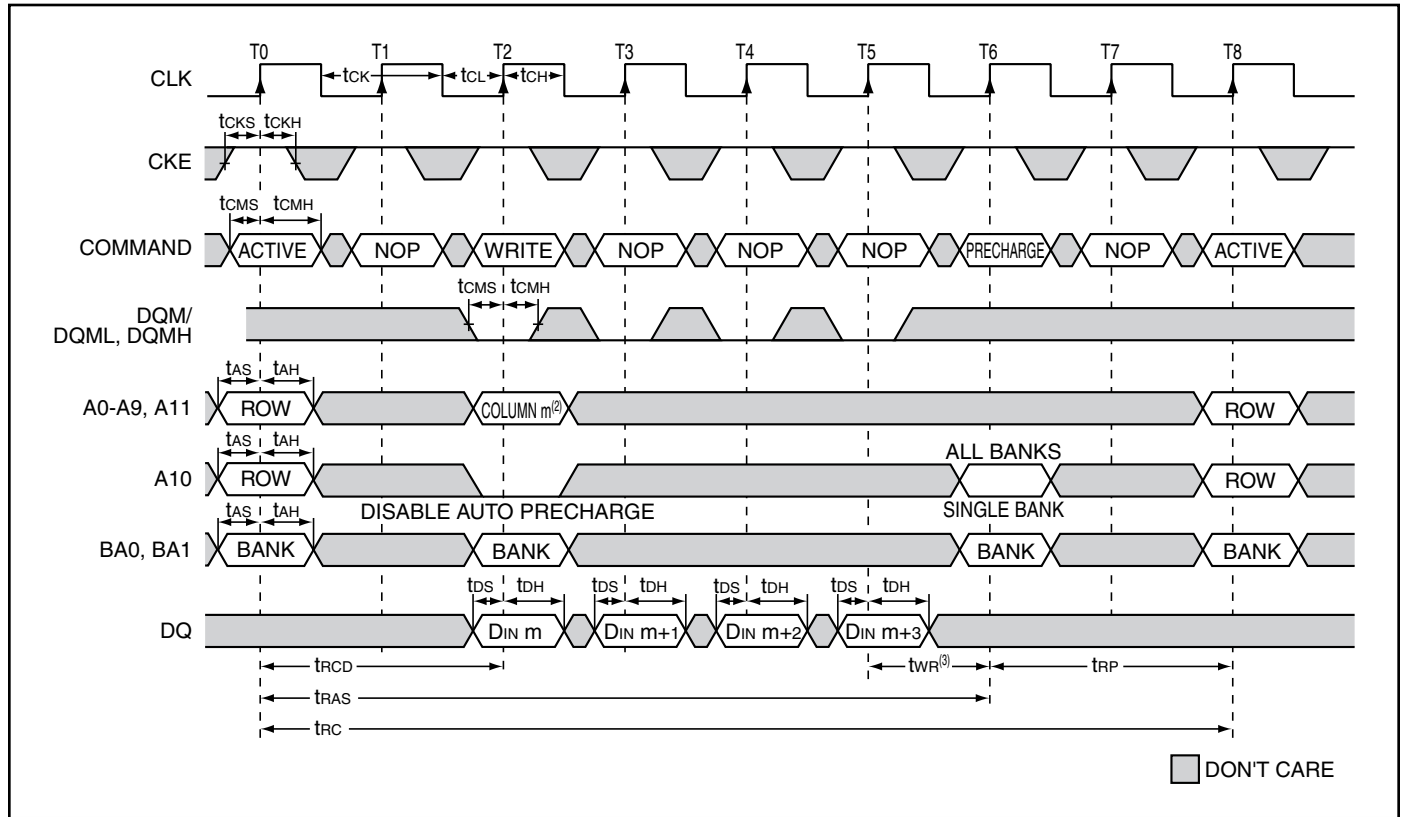 T0 T1 T2 T3 T4 T5 T6 T7 T8
CLK tCK tCL tCH
tCKS tCKH
CKE
tCMS tCMH
COMMAND ACTIVE NOP WRITE NOP NOP NOP PRECHARGE NOP ACTIVE
tCMS tCMH
DQM/
DQML, DQMH
tAS tAH
A0-A9, A11 ROW COLUMN m(2) ROW
tAS tAH ALL BANKS
A10 ROW ROW
tAS tAH DISABLE AUTO PRECHARGE SINGLE BANK
BA0, BA1 BANK BANK BANK BANK
tDS tDH tDS tDH tDS tDH tDS tDH
DQ DIN m DIN m+1 DIN m+2 DIN m+3
tRCD tWR(3) tRP
tRAS
tRC
DON'T CARE